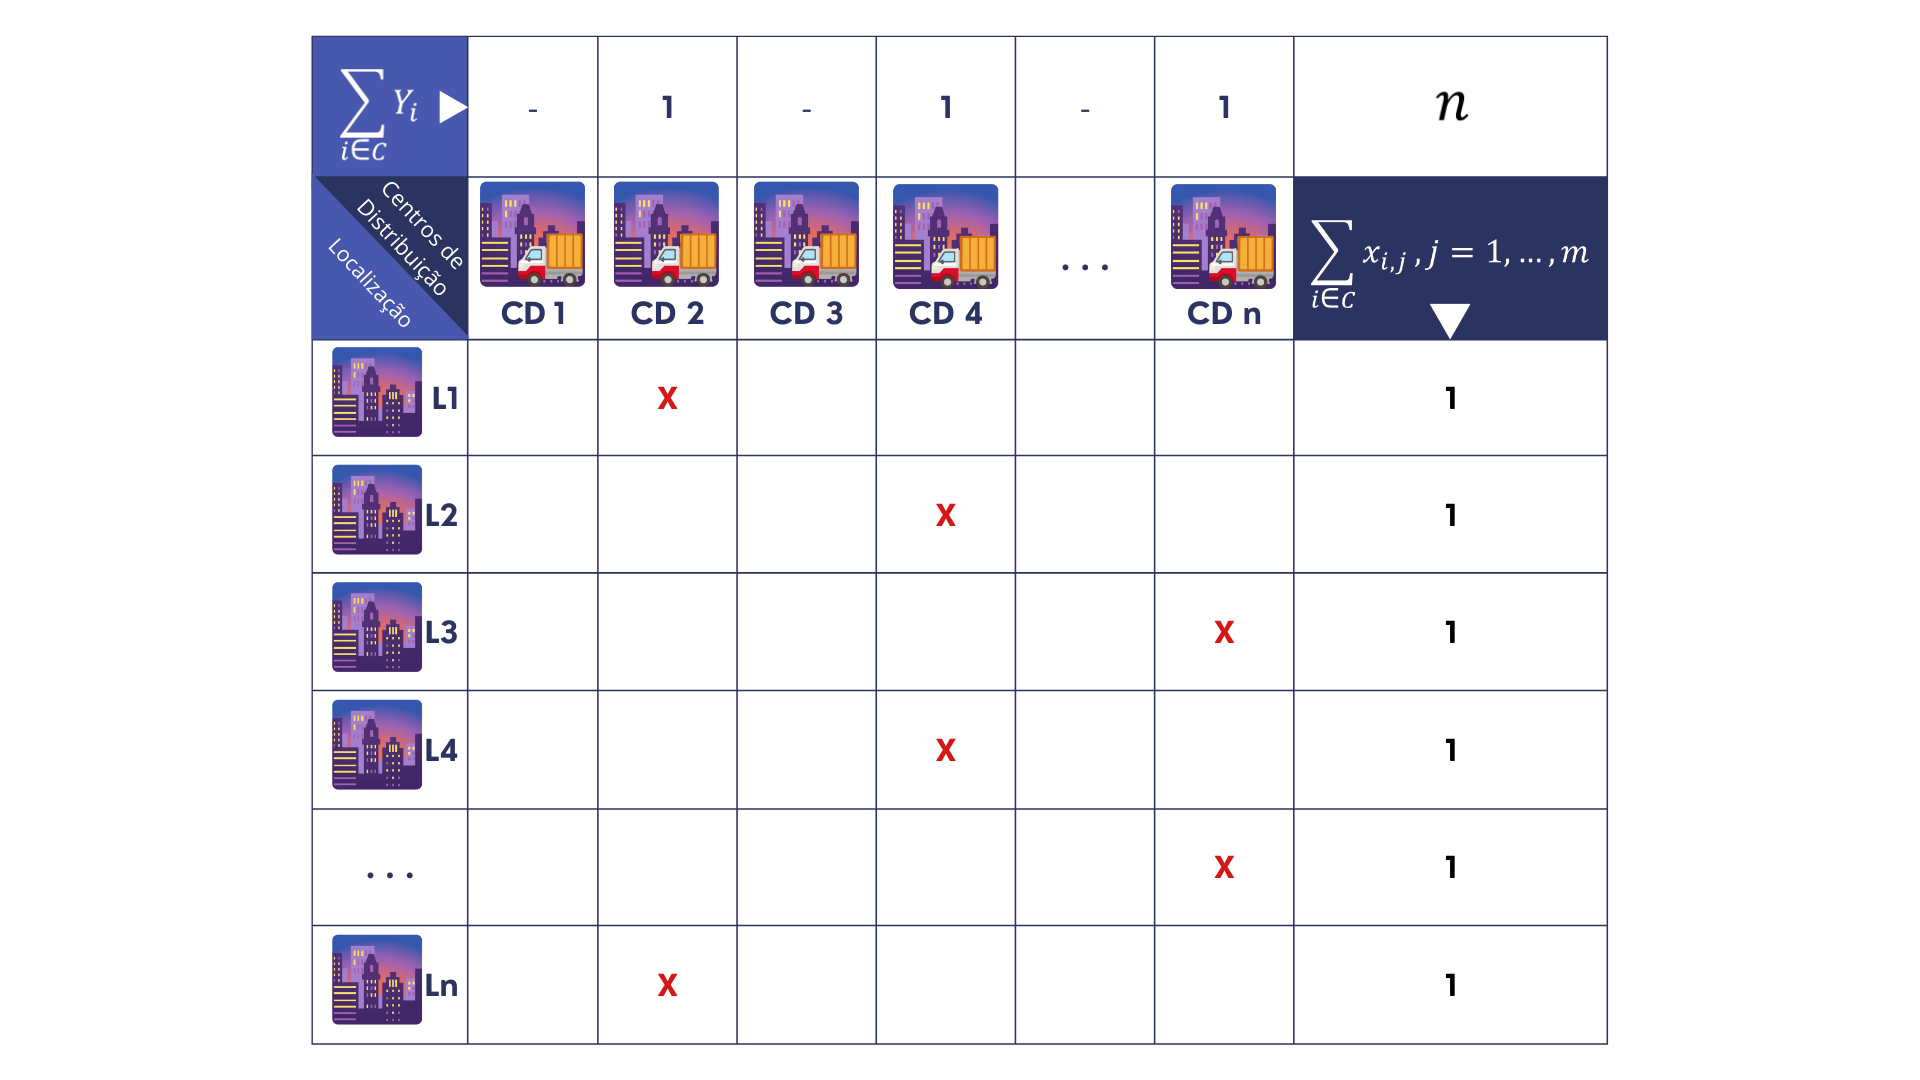 ∑ Yᵢ - 1 - 1 - 1 n
i∈C
Centros de
Distribuição
Localização
CD 1 CD 2 CD 3 CD 4 ... CD n
∑ xᵢ,ⱼ , j = 1, ... , m
i∈C
L1 X 1
L2 X 1
L3 X 1
L4 X 1
... X 1
Ln X 1